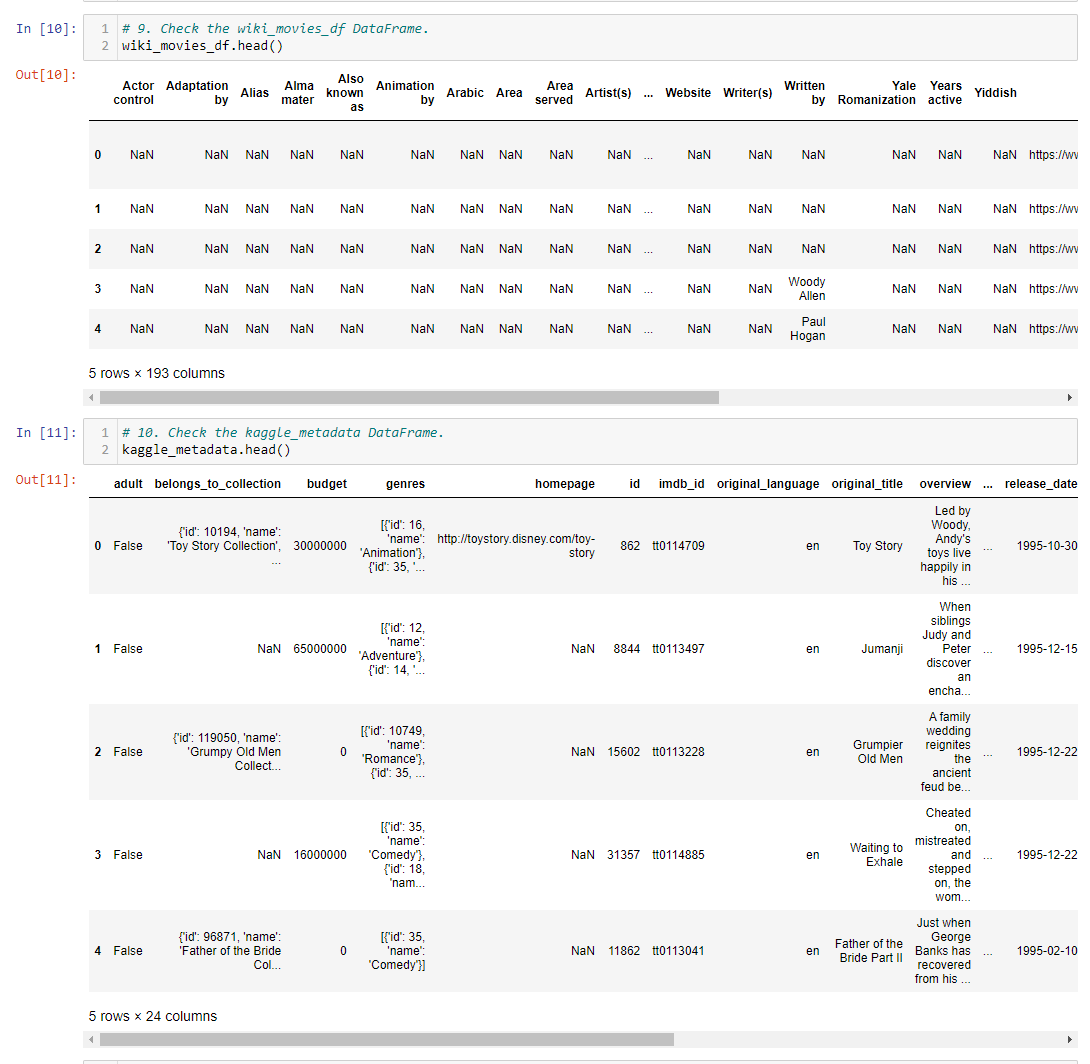 In [10]:
1 # 9. Check the wiki_movies_df DataFrame.
2 wiki_movies_df.head()
Out[10]:
Actor control Adaptation by Alias Alma mater Also known as Animation by Arabic Area Area served Artist(s) ... Website Writer(s) Written by Yale Romanization Years active Yiddish
0 NaN NaN NaN NaN NaN NaN NaN NaN NaN NaN ... NaN NaN NaN NaN NaN NaN https://w
1 NaN NaN NaN NaN NaN NaN NaN NaN NaN NaN ... NaN NaN NaN NaN NaN NaN https://w
2 NaN NaN NaN NaN NaN NaN NaN NaN NaN NaN ... NaN NaN NaN NaN NaN NaN https://w
3 NaN NaN NaN NaN NaN NaN NaN NaN NaN NaN ... NaN NaN Woody Allen NaN NaN NaN https://w
4 NaN NaN NaN NaN NaN NaN NaN NaN NaN NaN ... NaN NaN Paul Hogan NaN NaN NaN https://w
5 rows × 193 columns
In [11]:
1 # 10. Check the kaggle_metadata DataFrame.
2 kaggle_metadata.head()
Out[11]:
adult belongs_to_collection budget genres homepage id imdb_id original_language original_title overview ... release_date
0 False {'id': 10194, 'name': 'Toy Story Collection', ... 30000000 [{'id': 16, 'name': 'Animation'}, {'id': 35, '... http://toystory.disney.com/toy-story 862 tt0114709 en Toy Story Led by Woody, Andy's toys live happily in his ... ... 1995-10-30
1 False NaN 65000000 [{'id': 12, 'name': 'Adventure'}, {'id': 14, '... NaN 8844 tt0113497 en Jumanji When siblings Judy and Peter discover an encha... ... 1995-12-15
2 False {'id': 119050, 'name': 'Grumpy Old Men Collect... 0 [{'id': 10749, 'name': 'Romance'}, {'id': 35, ... NaN 15602 tt0113228 en Grumpier Old Men A family wedding reignites the ancient feud be... ... 1995-12-22
3 False NaN 16000000 [{'id': 35, 'name': 'Comedy'}, {'id': 18, 'nam... NaN 31357 tt0114885 en Waiting to Exhale Cheated on, mistreated and stepped on, the wom... ... 1995-12-22
4 False {'id': 96871, 'name': 'Father of the Bride Col... 0 [{'id': 35, 'name': 'Comedy'}] NaN 11862 tt0113041 en Father of the Bride Part II Just when George Banks has recovered from his ... ... 1995-02-10
5 rows × 24 columns